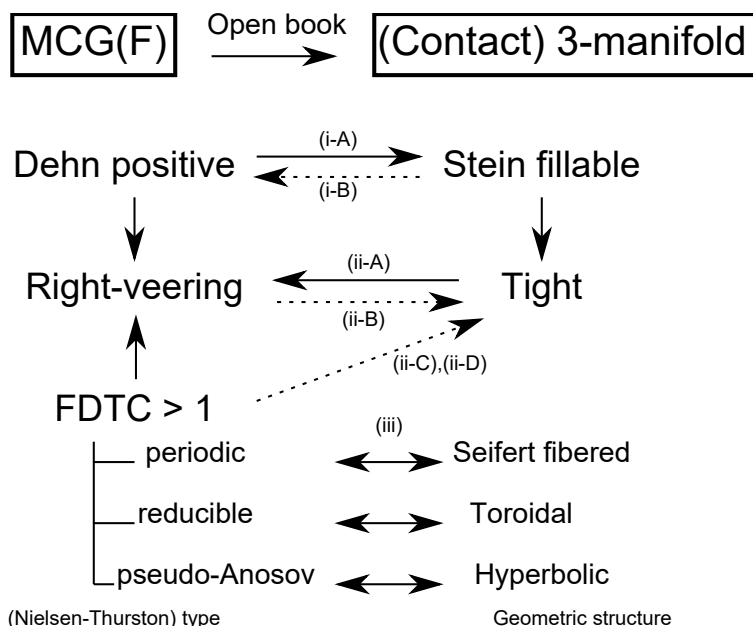 MCG(F) Open book (Contact) 3-manifold
(i-A)
Dehn positive Stein fillable
(i-B)
(ii-A)
Right-veering Tight
(ii-B)
(ii-C),(ii-D)
FDTC > 1
(iii)
periodic Seifert fibered
reducible Toroidal
pseudo-Anosov Hyperbolic
(Nielsen-Thurston) type Geometric structure